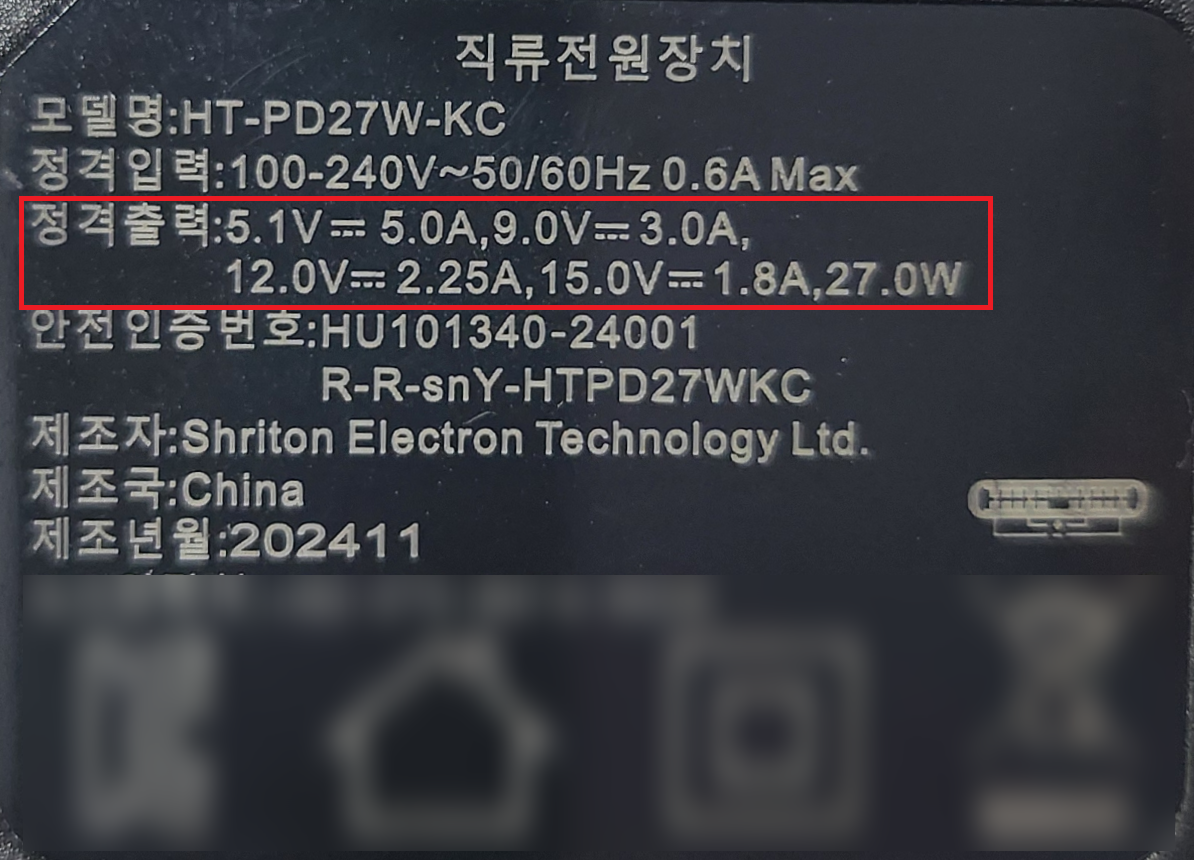 직류전원장치
모델명:HT-PD27W-KC
정격입력:100-240V~50/60Hz 0.6A Max
정격출력:5.1V⎓5.0A,9.0V⎓3.0A,
12.0V⎓2.25A,15.0V⎓1.8A,27.0W
안전인증번호:HU101340-24001
R-R-snY-HTPD27WKC
제조자:Shriton Electron Technology Ltd.
제조국:China
제조년월:202411